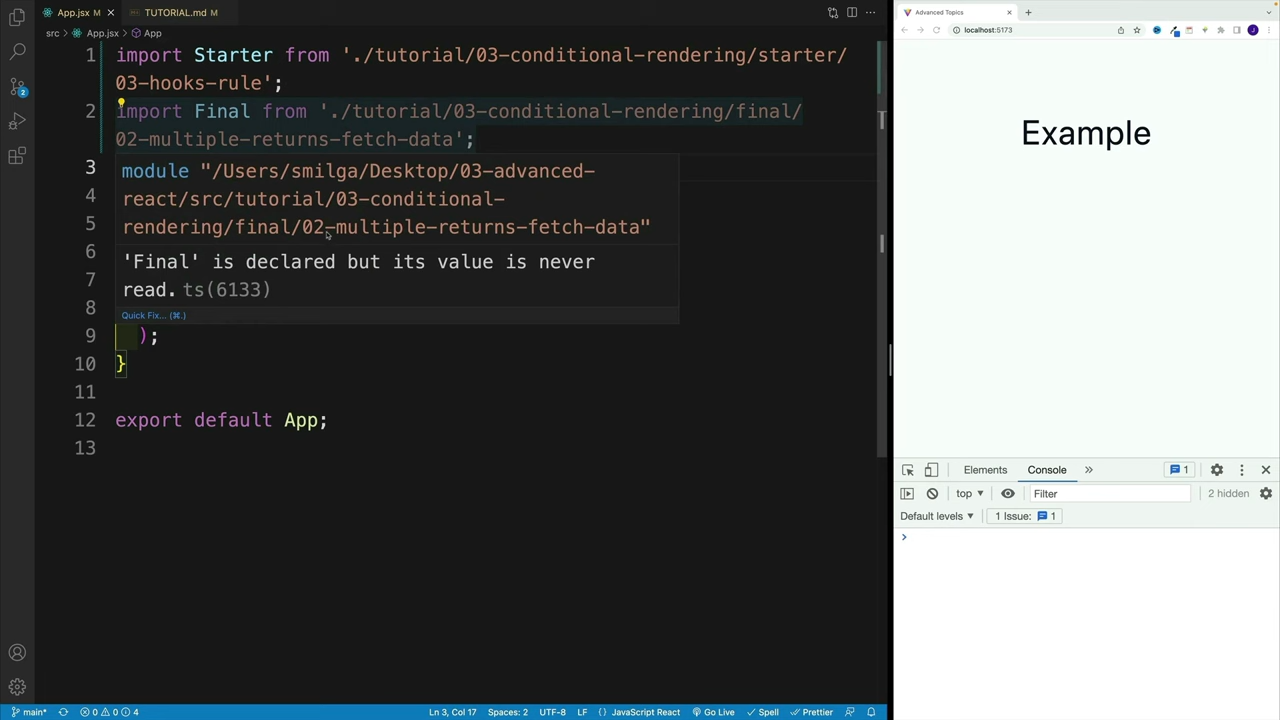 App.jsx M
TUTORIAL.md M
src > App.jsx > App
1 import Starter from './tutorial/03-conditional-rendering/starter/
03-hooks-rule';
2 import Final from './tutorial/03-conditional-rendering/final/
02-multiple-returns-fetch-data';
3
module "/Users/smilga/Desktop/03-advanced-
4
react/src/tutorial/03-conditional-
5
rendering/final/02-multiple-returns-fetch-data"
6
'Final' is declared but its value is never
7
read. ts(6133)
8
Quick Fix... (⌘.)
9 );
10 }
11
12 export default App;
13
2
main*
0 0 4
Ln 3, Col 17
Spaces: 2
UTF-8
LF
{ } JavaScript React
Go Live
Spell
Prettier
Advanced Topics
localhost:5173
J
Example
Elements
Console
1
top
Filter
2 hidden
Default levels
1 Issue: 1